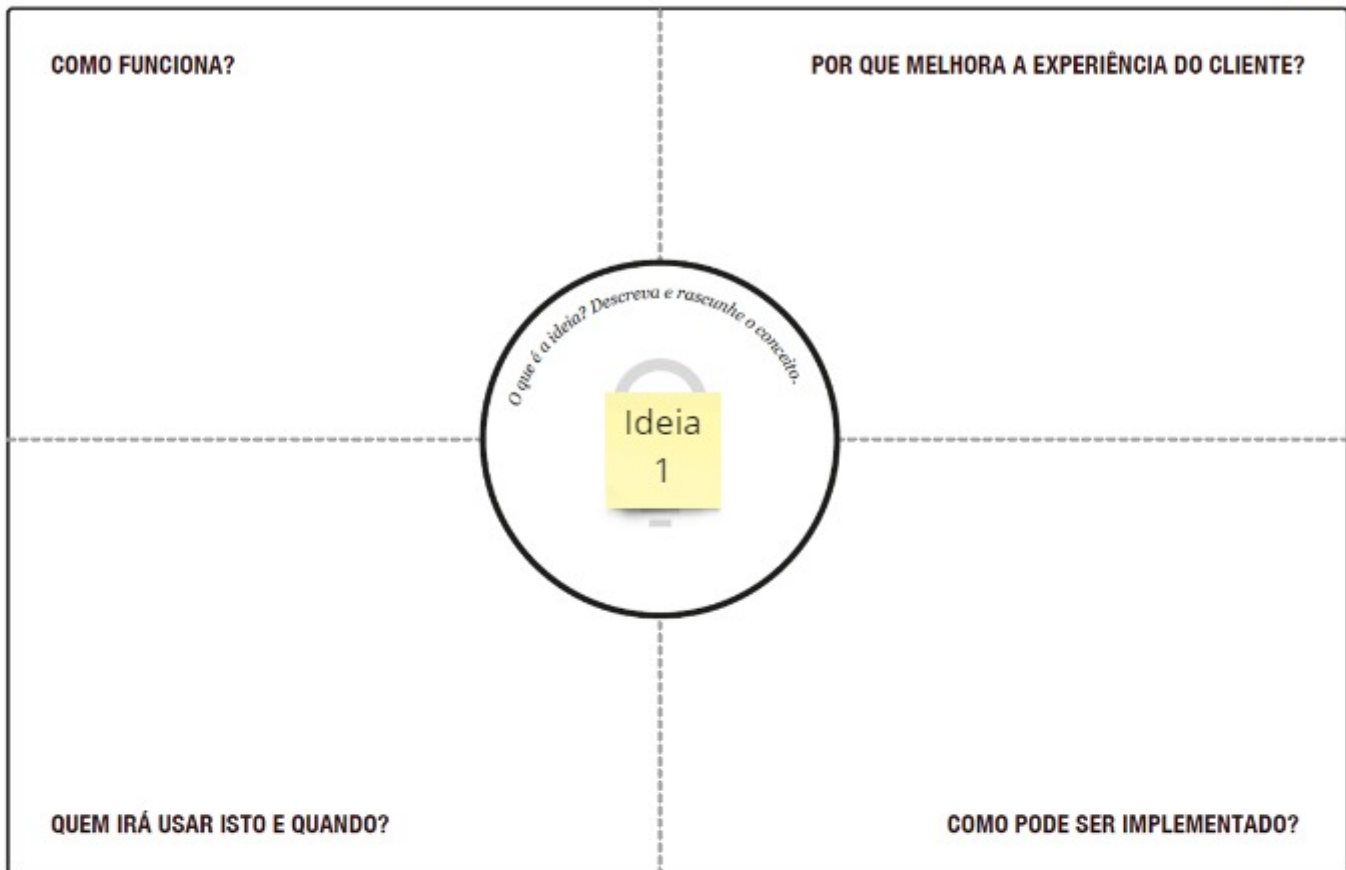 COMO FUNCIONA?
POR QUE MELHORA A EXPERIÊNCIA DO CLIENTE?
O que é a ideia? Descreva e rascunhe o conceito.
Ideia
1
QUEM IRÁ USAR ISTO E QUANDO?
COMO PODE SER IMPLEMENTADO?